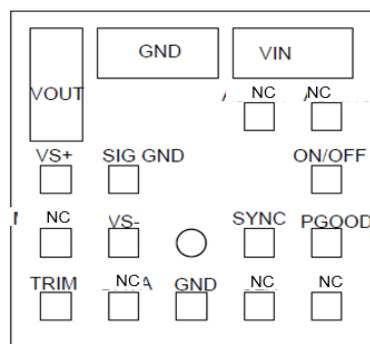 GND VIN
VOUT NC NC
VS+ SIG GND ON/OFF
NC VS- SYNC PGOOD
TRIM NC GND NC NC